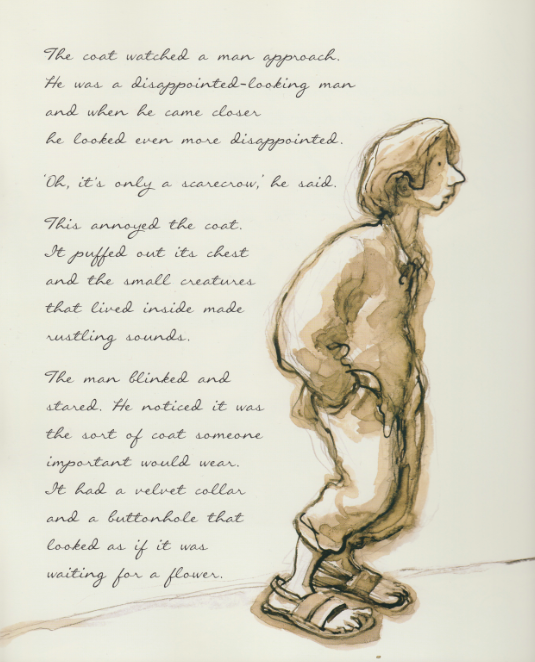 The coat watched a man approach.
He was a disappointed-looking man
and when he came closer
he looked even more disappointed.
'Oh, it's only a scarecrow,' he said.
This annoyed the coat.
It puffed out its chest
and the small creatures
that lived inside made
rustling sounds.
The man blinked and
stared. He noticed it was
the sort of coat someone
important would wear.
It had a velvet collar
and a buttonhole that
looked as if it was
waiting for a flower.